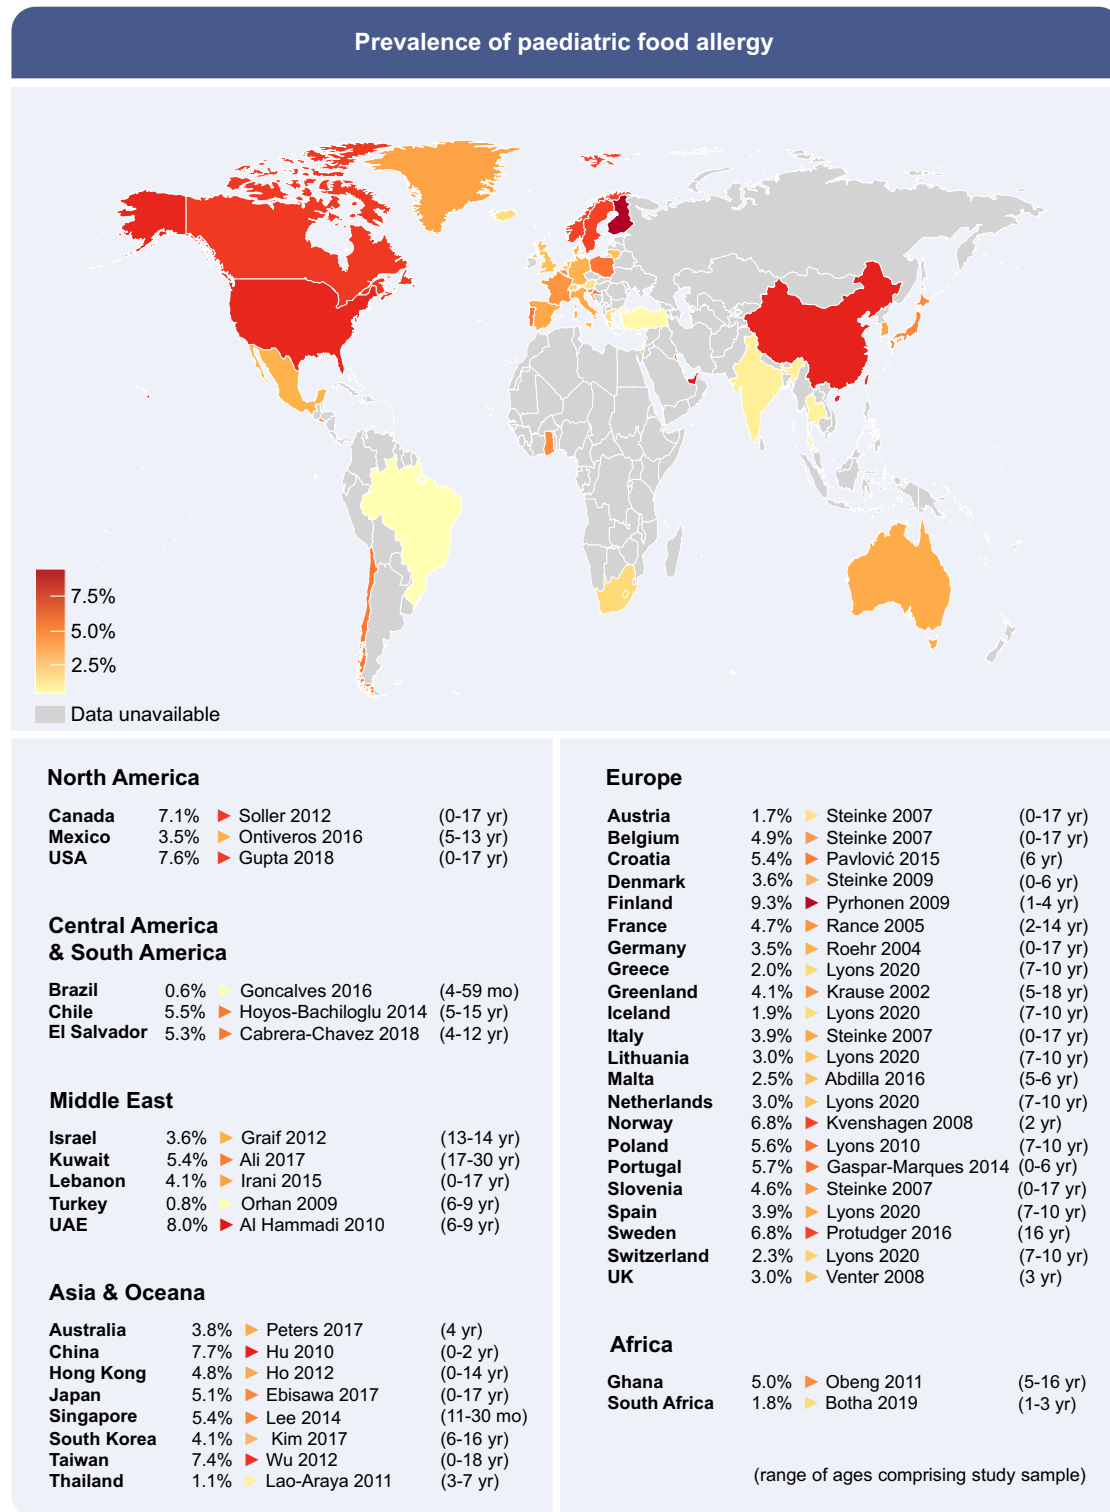 Prevalence of paediatric food allergy
7.5%
5.0%
2.5%
Data unavailable
North America
Canada 7.1% ► Soller 2012 (0-17 yr)
Mexico 3.5% ► Ontiveros 2016 (5-13 yr)
USA 7.6% ► Gupta 2018 (0-17 yr)
Central America
& South America
Brazil 0.6% ► Goncalves 2016 (4-59 mo)
Chile 5.5% ► Hoyos-Bachiloglu 2014 (5-15 yr)
El Salvador 5.3% ► Cabrera-Chavez 2018 (4-12 yr)
Middle East
Israel 3.6% ► Graif 2012 (13-14 yr)
Kuwait 5.4% ► Ali 2017 (17-30 yr)
Lebanon 4.1% ► Irani 2015 (0-17 yr)
Turkey 0.8% ► Orhan 2009 (6-9 yr)
UAE 8.0% ► Al Hammadi 2010 (6-9 yr)
Asia & Oceana
Australia 3.8% ► Peters 2017 (4 yr)
China 7.7% ► Hu 2010 (0-2 yr)
Hong Kong 4.8% ► Ho 2012 (0-14 yr)
Japan 5.1% ► Ebisawa 2017 (0-17 yr)
Singapore 5.4% ► Lee 2014 (11-30 mo)
South Korea 4.1% ► Kim 2017 (6-16 yr)
Taiwan 7.4% ► Wu 2012 (0-18 yr)
Thailand 1.1% ► Lao-Araya 2011 (3-7 yr)
Europe
Austria 1.7% ► Steinke 2007 (0-17 yr)
Belgium 4.9% ► Steinke 2007 (0-17 yr)
Croatia 5.4% ► Pavlović 2015 (6 yr)
Denmark 3.6% ► Steinke 2009 (0-6 yr)
Finland 9.3% ► Pyrhonen 2009 (1-4 yr)
France 4.7% ► Rance 2005 (2-14 yr)
Germany 3.5% ► Roehr 2004 (0-17 yr)
Greece 2.0% ► Lyons 2020 (7-10 yr)
Greenland 4.1% ► Krause 2002 (5-18 yr)
Iceland 1.9% ► Lyons 2020 (7-10 yr)
Italy 3.9% ► Steinke 2007 (0-17 yr)
Lithuania 3.0% ► Lyons 2020 (7-10 yr)
Malta 2.5% ► Abdilla 2016 (5-6 yr)
Netherlands 3.0% ► Lyons 2020 (7-10 yr)
Norway 6.8% ► Kvenshagen 2008 (2 yr)
Poland 5.6% ► Lyons 2010 (7-10 yr)
Portugal 5.7% ► Gaspar-Marques 2014 (0-6 yr)
Slovenia 4.6% ► Steinke 2007 (0-17 yr)
Spain 3.9% ► Lyons 2020 (7-10 yr)
Sweden 6.8% ► Protudger 2016 (16 yr)
Switzerland 2.3% ► Lyons 2020 (7-10 yr)
UK 3.0% ► Venter 2008 (3 yr)
Africa
Ghana 5.0% ► Obeng 2011 (5-16 yr)
South Africa 1.8% ► Botha 2019 (1-3 yr)
(range of ages comprising study sample)